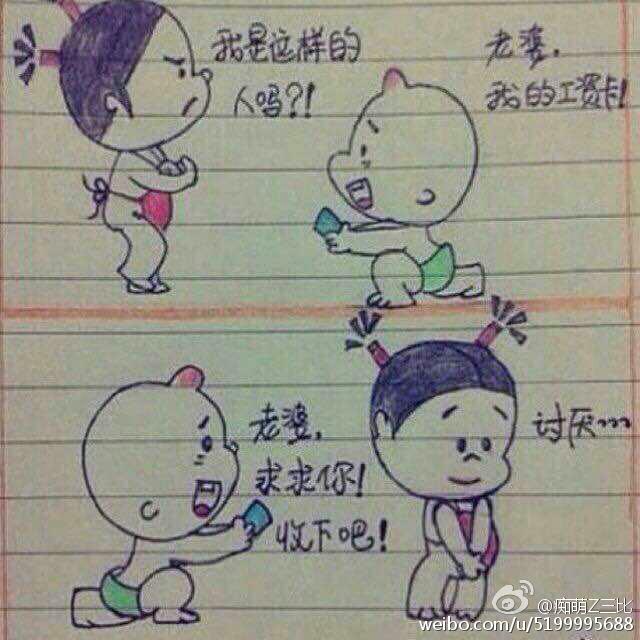 我是这样的
人吗?!
老婆，
我的工资卡!
老婆，
求求你!
收下吧!
讨厌~~~
@痴萌Z三比
weibo.com/u/5199995688